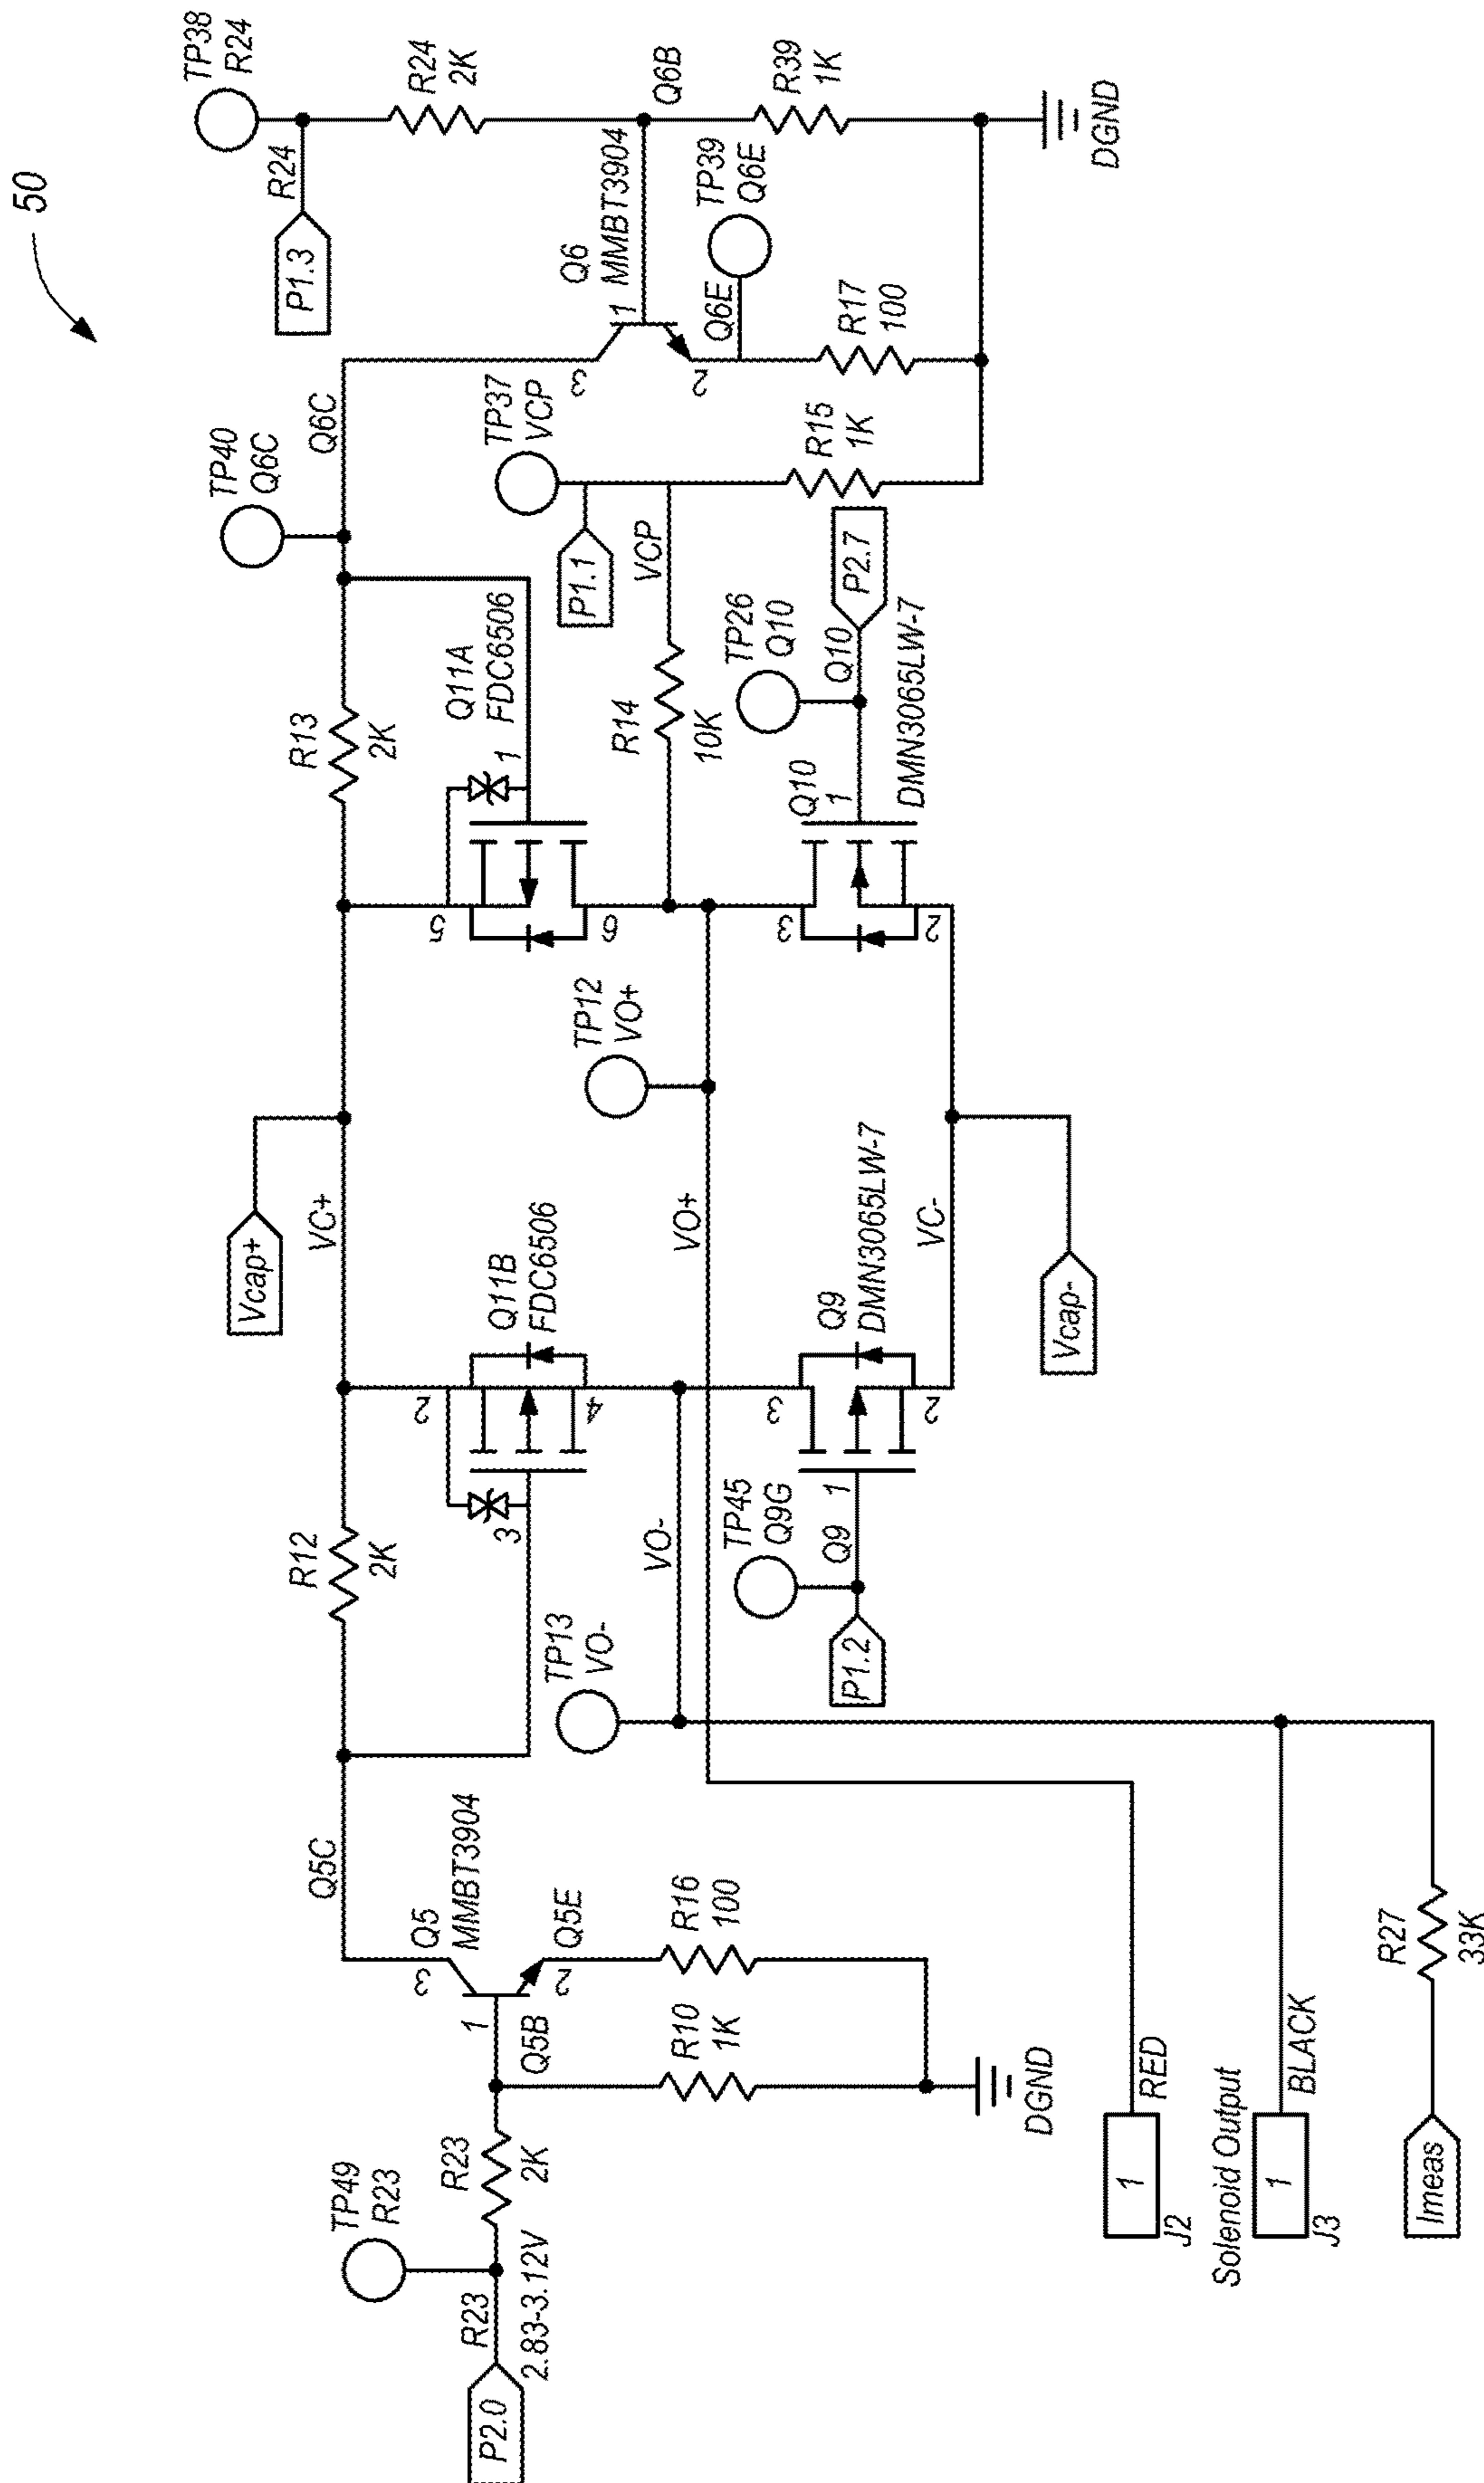 50
TP38
R24
R24
P1.3
R24
2K
Q6B
R39
1K
DGND
Q6
MMBT3904
1
3
2
Q6E
TP39
Q6E
R17
100
Q6C
TP40
Q6C
TP37
VCP
P1.1
VCP
R15
1K
R13
2K
Q11A
FDC6506
1
5
6
R14
10K
TP26
Q10
P2.7
Q10
Q10
1
DMN3065LW-7
3
2
Vcap+
VC+
TP12
VO+
VO+
VC-
Vcap-
Q11B
FDC6506
2
4
3
R12
2K
Q9
DMN3065LW-7
3
2
TP45
Q9G
Q9
1
P1.2
VO-
TP13
VO-
Q5C
Q5
MMBT3904
3
1
2
Q5E
Q5B
R16
100
R10
1K
DGND
TP49
R23
R23
2K
R23
2.83-3.12V
P2.0
RED
1
J2
Solenoid Output
BLACK
1
J3
R27
33K
Imeas